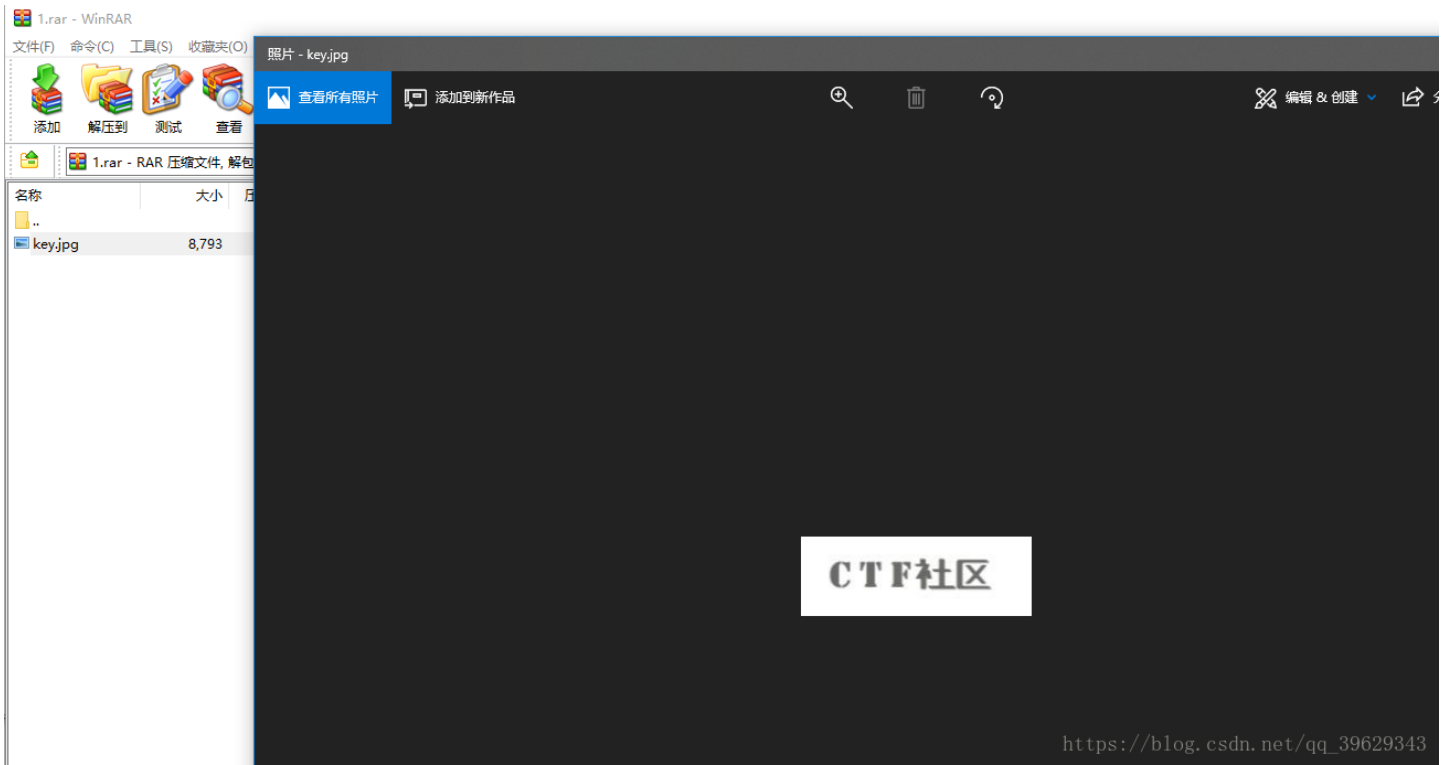 1.rar - WinRAR
文件(F) 命令(C) 工具(S) 收藏夹(O)
照片 - key.jpg
查看所有照片 添加到新作品 编辑 & 创建
添加 解压到 测试 查看
1.rar - RAR 压缩文件, 解包
名称 大小
..
key.jpg 8,793
CTF社区
https://blog.csdn.net/qq_39629343